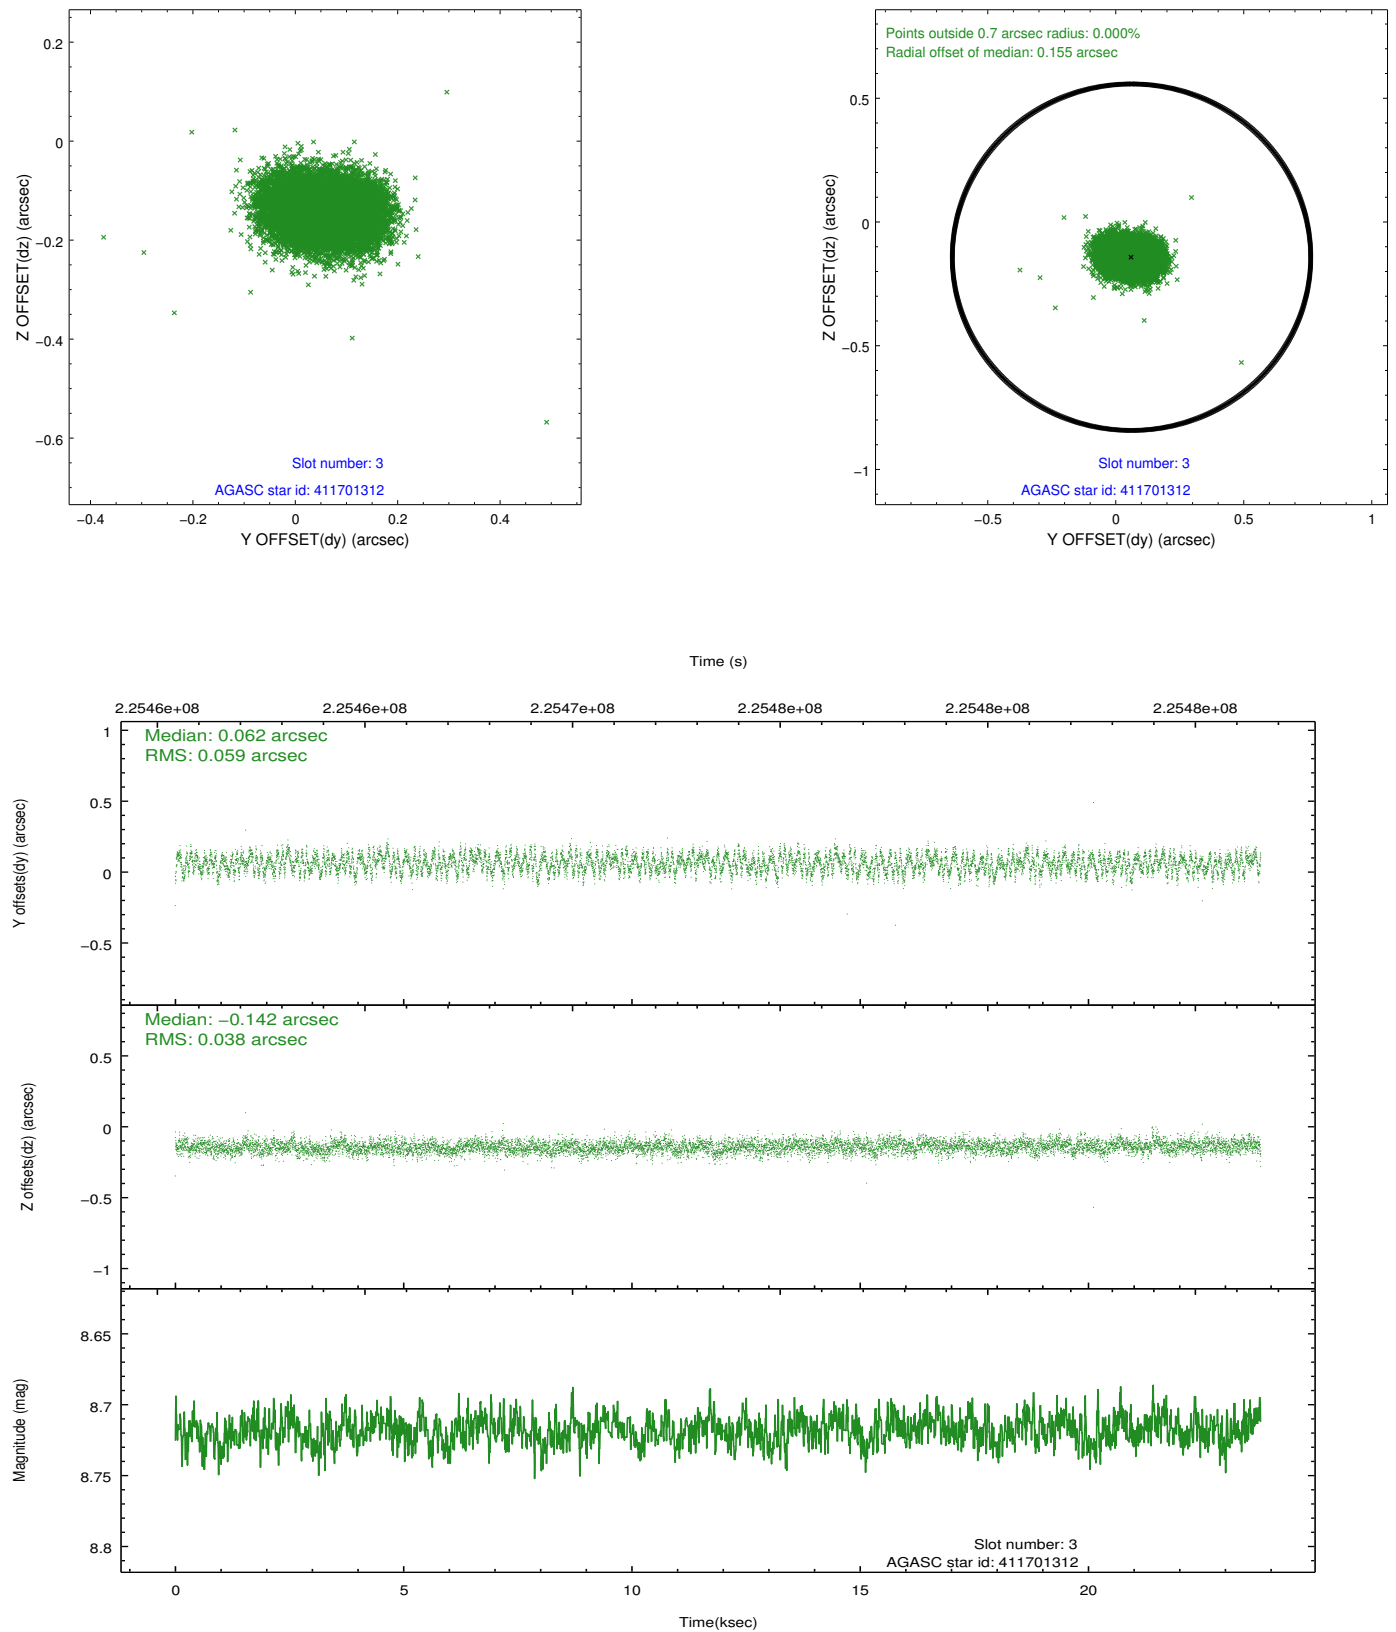 0.2
0
−0.2
−0.4
−0.6
Z OFFSET(dz) (arcsec)
Slot number: 3
AGASC star id: 411701312
−0.4
−0.2
0
0.2
0.4
Y OFFSET(dy) (arcsec)
Points outside 0.7 arcsec radius: 0.000%
Radial offset of median: 0.155 arcsec
0.5
0
−0.5
−1
Z OFFSET(dz) (arcsec)
Slot number: 3
AGASC star id: 411701312
−0.5
0
0.5
1
Y OFFSET(dy) (arcsec)
Time (s)
2.2546e+08
2.2546e+08
2.2547e+08
2.2548e+08
2.2548e+08
2.2548e+08
Median: 0.062 arcsec
RMS: 0.059 arcsec
1
0.5
0
−0.5
Y offsets(dy) (arcsec)
Median: −0.142 arcsec
RMS: 0.038 arcsec
0.5
0
−0.5
−1
Z offsets(dz) (arcsec)
8.65
8.7
8.75
8.8
Magnitude (mag)
Slot number: 3
AGASC star id: 411701312
0
5
10
15
20
Time(ksec)